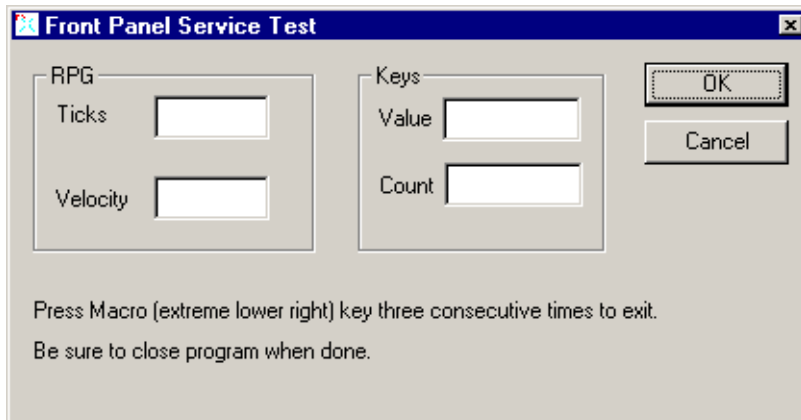 Front Panel Service Test
RPG
Ticks
Velocity
Keys
Value
Count
OK
Cancel
Press Macro (extreme lower right) key three consecutive times to exit.
Be sure to close program when done.